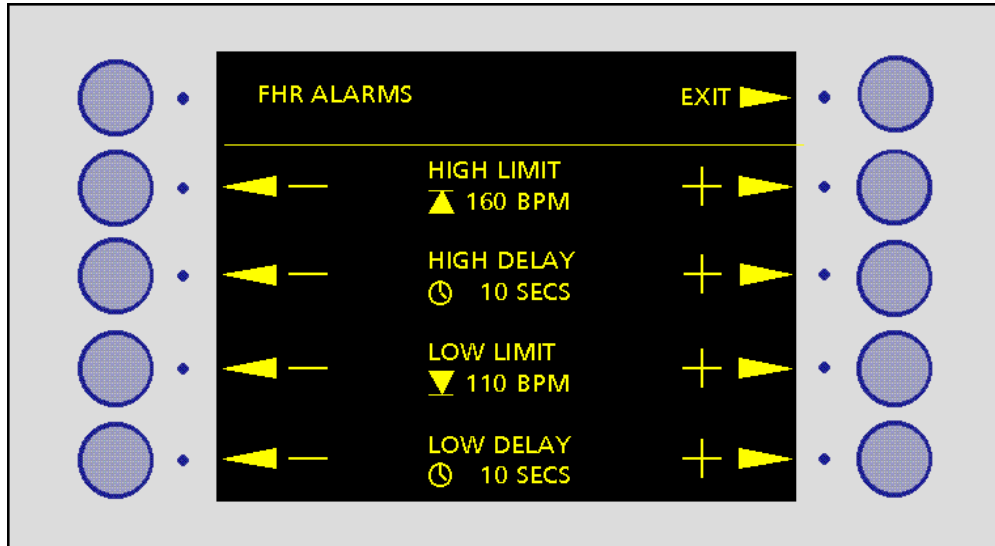 FHR ALARMS
EXIT
HIGH LIMIT
160 BPM
HIGH DELAY
10 SECS
LOW LIMIT
110 BPM
LOW DELAY
10 SECS